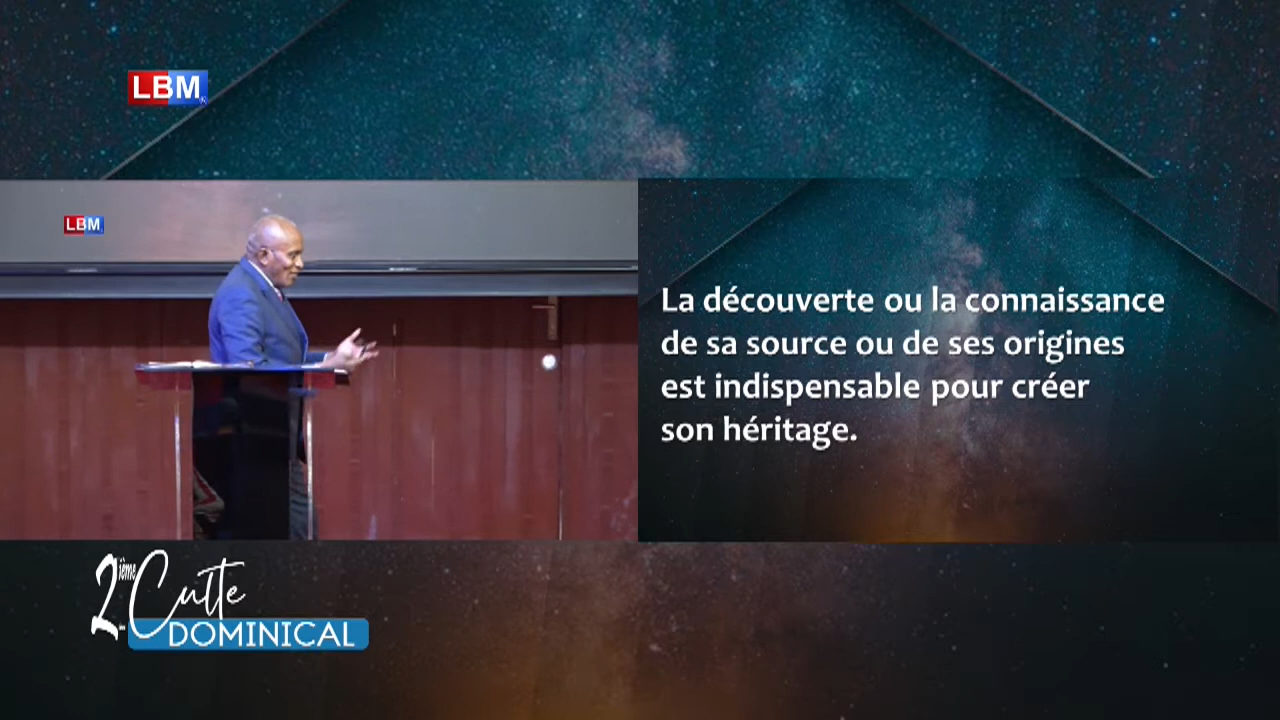 LBM
LBM
La découverte ou la connaissance
de sa source ou de ses origines
est indispensable pour créer
son héritage.
2ième Culte
DOMINICAL